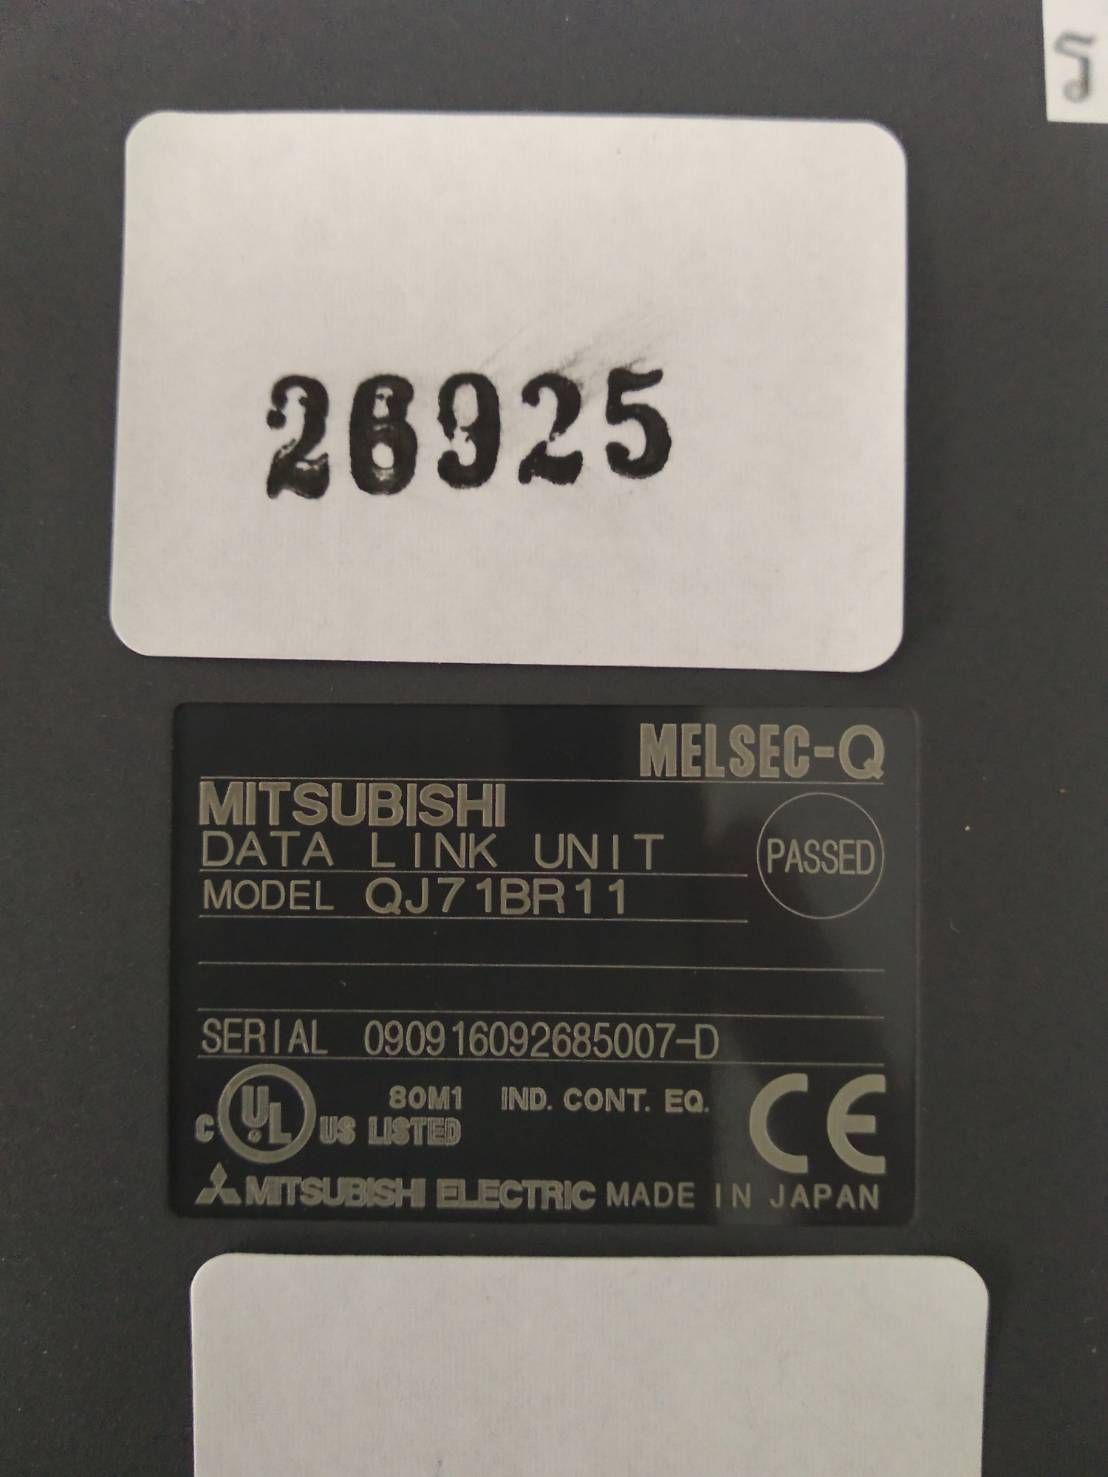 26925
MELSEC-Q
MITSUBISHI
DATA LINK UNIT
PASSED
MODEL QJ71BR11
SERIAL 090916092685007-D
C UL US LISTED
80M1 IND. CONT. EQ.
CE
MITSUBISHI ELECTRIC MADE IN JAPAN